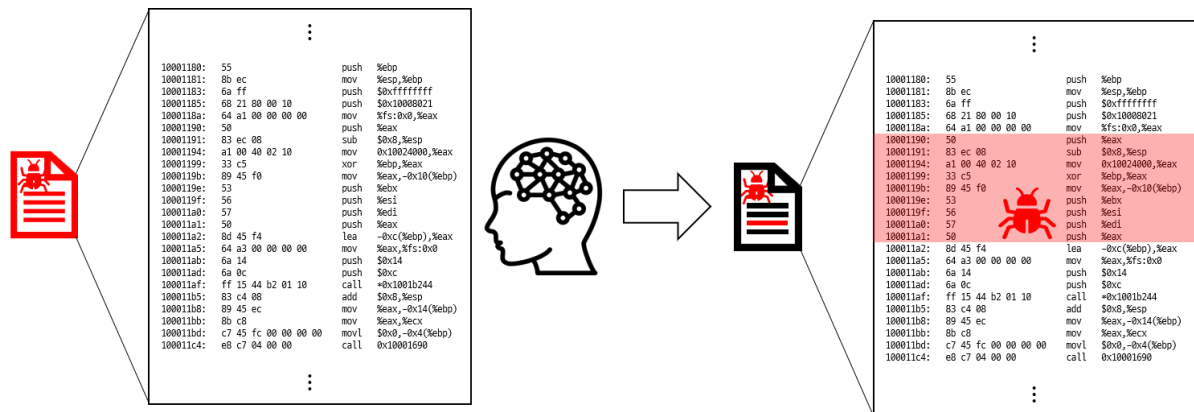 ⋮
10001180: 55 push %ebp
10001181: 8b ec mov %esp,%ebp
10001183: 6a ff push $0xffffffff
10001185: 68 21 80 00 10 push $0x10008021
1000118a: 64 a1 00 00 00 00 mov %fs:0x0,%eax
10001190: 50 push %eax
10001191: 83 ec 08 sub $0x8,%esp
10001194: a1 00 40 02 10 mov 0x10024000,%eax
10001199: 33 c5 xor %ebp,%eax
1000119b: 89 45 f0 mov %eax,-0x10(%ebp)
1000119e: 53 push %ebx
1000119f: 56 push %esi
100011a0: 57 push %edi
100011a1: 50 push %eax
100011a2: 8d 45 f4 lea -0xc(%ebp),%eax
100011a5: 64 a3 00 00 00 00 mov %eax,%fs:0x0
100011ab: 6a 14 push $0x14
100011ad: 6a 0c push $0xc
100011af: ff 15 44 b2 01 10 call *0x1001b244
100011b5: 83 c4 08 add $0x8,%esp
100011b8: 89 45 ec mov %eax,-0x14(%ebp)
100011bb: 8b c8 mov %eax,%ecx
100011bd: c7 45 fc 00 00 00 00 movl $0x0,-0x4(%ebp)
100011c4: e8 c7 04 00 00 call 0x10001690
⋮
⋮
10001180: 55 push %ebp
10001181: 8b ec mov %esp,%ebp
10001183: 6a ff push $0xffffffff
10001185: 68 21 80 00 10 push $0x10008021
1000118a: 64 a1 00 00 00 00 mov %fs:0x0,%eax
10001190: 50 push %eax
10001191: 83 ec 08 sub $0x8,%esp
10001194: a1 00 40 02 10 mov 0x10024000,%eax
10001199: 33 c5 xor %ebp,%eax
1000119b: 89 45 f0 mov %eax,-0x10(%ebp)
1000119e: 53 push %ebx
1000119f: 56 push %esi
100011a0: 57 push %edi
100011a1: 50 push %eax
100011a2: 8d 45 f4 lea -0xc(%ebp),%eax
100011a5: 64 a3 00 00 00 00 mov %eax,%fs:0x0
100011ab: 6a 14 push $0x14
100011ad: 6a 0c push $0xc
100011af: ff 15 44 b2 01 10 call *0x1001b244
100011b5: 83 c4 08 add $0x8,%esp
100011b8: 89 45 ec mov %eax,-0x14(%ebp)
100011bb: 8b c8 mov %eax,%ecx
100011bd: c7 45 fc 00 00 00 00 movl $0x0,-0x4(%ebp)
100011c4: e8 c7 04 00 00 call 0x10001690
⋮